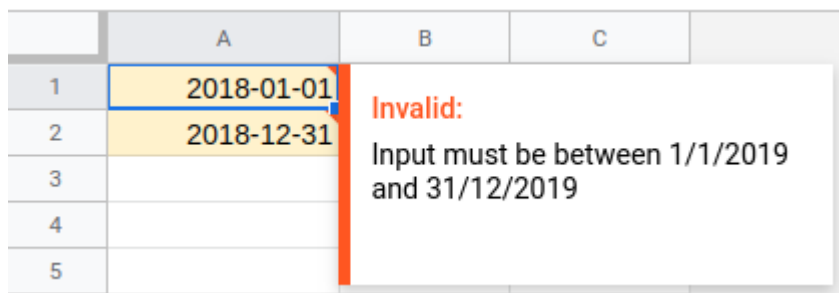 A B C
1 2018-01-01
2 2018-12-31
3
4
5
Invalid:
Input must be between 1/1/2019
and 31/12/2019